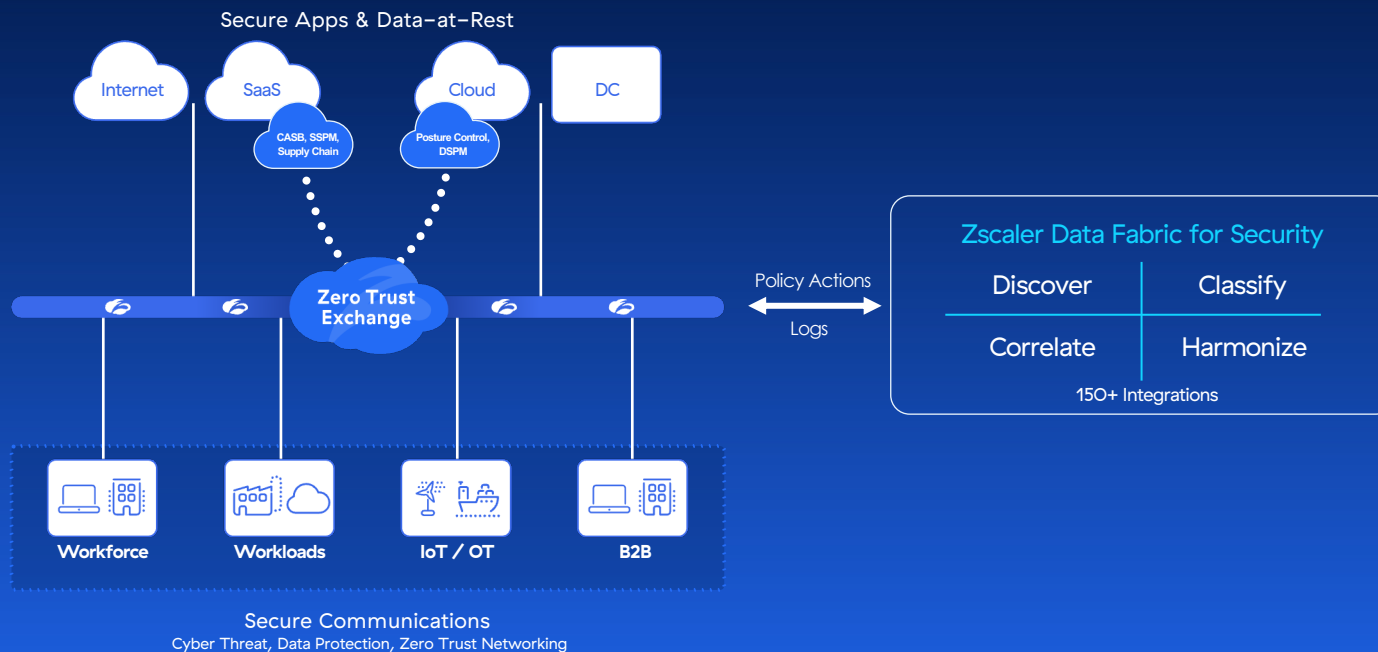 Secure Apps & Data-at-Rest
Internet
SaaS
Cloud
DC
CASB, SSPM,
Supply Chain
Posture Control,
DSPM
Zero Trust
Exchange
Policy Actions
Logs
Zscaler Data Fabric for Security
Discover
Classify
Correlate
Harmonize
150+ Integrations
Workforce
Workloads
IoT / OT
B2B
Secure Communications
Cyber Threat, Data Protection, Zero Trust Networking